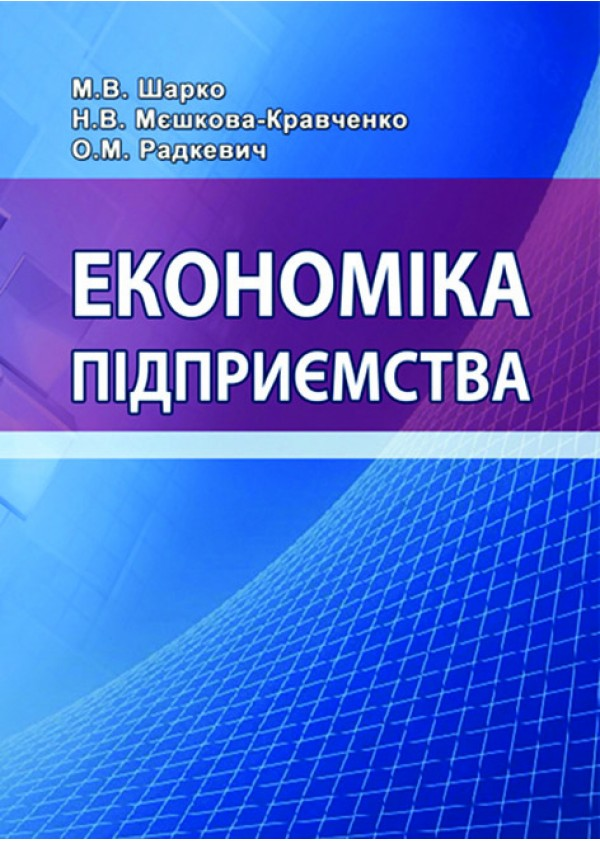 М.В. Шарко
Н.В. Мєшкова-Кравченко
О.М. Радкевич
ЕКОНОМІКА
ПІДПРИЄМСТВА